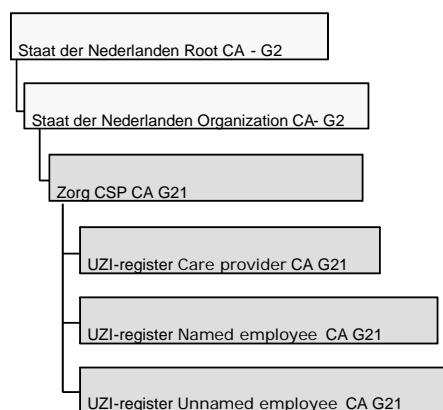 Staat der Nederlanden Root CA - G2
Staat der Nederlanden Organization CA- G2
Zorg CSP CA G21
UZI-register Care provider CA G21
UZI-register Named employee CA G21
UZI-register Unnamed employee CA G21